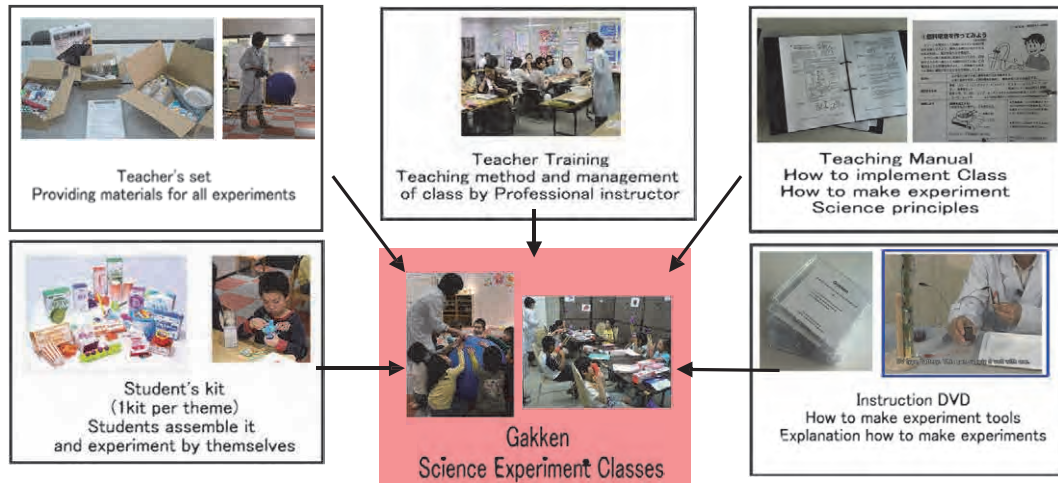 Teacher's set
Providing materials for all experiments
Teacher Training
Teaching method and management
of class by Professional instructor
Teaching Manual
How to implement Class
How to make experiment
Science principles
Student's kit
(1kit per theme)
Students assemble it
and experiment by themselves
Gakken
Science Experiment Classes
Instruction DVD
How to make experiment tools
Explanation how to make experiments